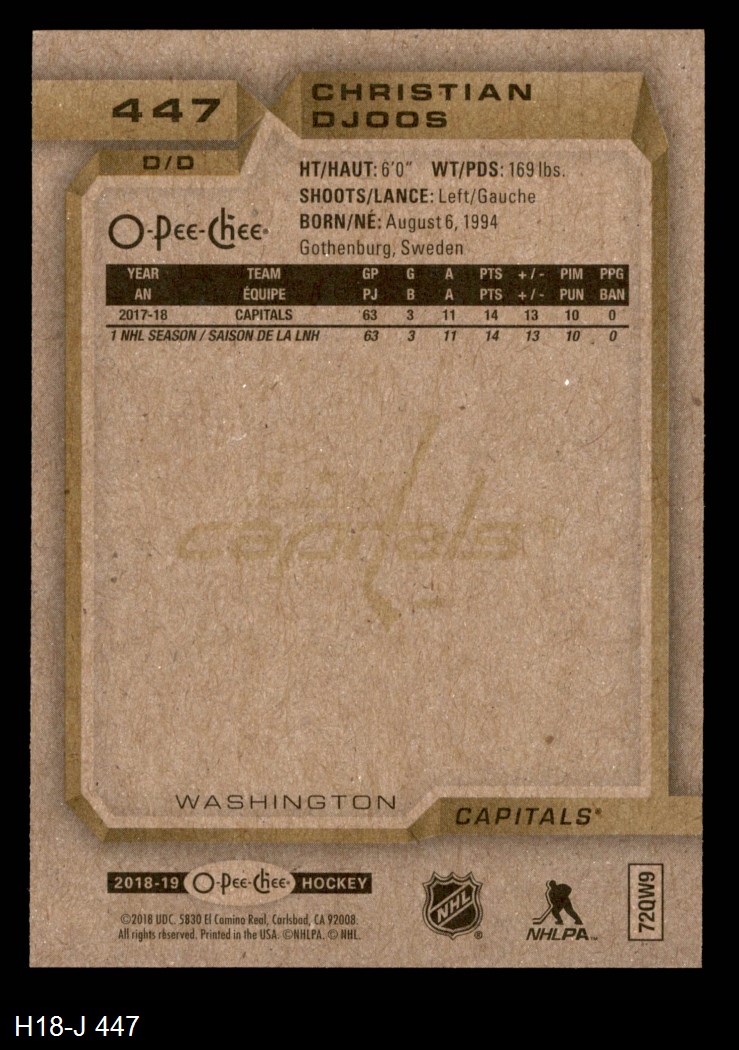 447
CHRISTIAN
DJOOS
D/D
HT/HAUT: 6'0" WT/PDS: 169 lbs.
SHOOTS/LANCE: Left/Gauche
BORN/NÉ: August 6, 1994
Gothenburg, Sweden
O-Pee-Chee
YEAR TEAM GP G A PTS +/- PIM PPG
AN ÉQUIPE PJ B A PTS +/- PUN BAN
2017-18 CAPITALS 63 3 11 14 13 10 0
1 NHL SEASON / SAISON DE LA LNH 63 3 11 14 13 10 0
capitals
WASHINGTON
CAPITALS®
2018-19 O-Pee-Chee HOCKEY
©2018 UDC. 5830 El Camino Real, Carlsbad, CA 92008.
All rights reserved. Printed in the USA. ©NHLPA. © NHL.
NHL ®
NHLPA™
72QW9
H18-J 447